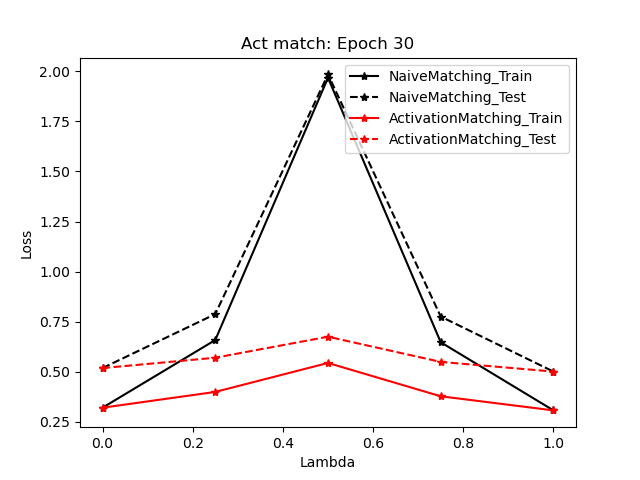 Act match: Epoch 30
NaiveMatching_Train
NaiveMatching_Test
ActivationMatching_Train
ActivationMatching_Test
Loss
2.00
1.75
1.50
1.25
1.00
0.75
0.50
0.25
0.0 0.2 0.4 0.6 0.8 1.0
Lambda